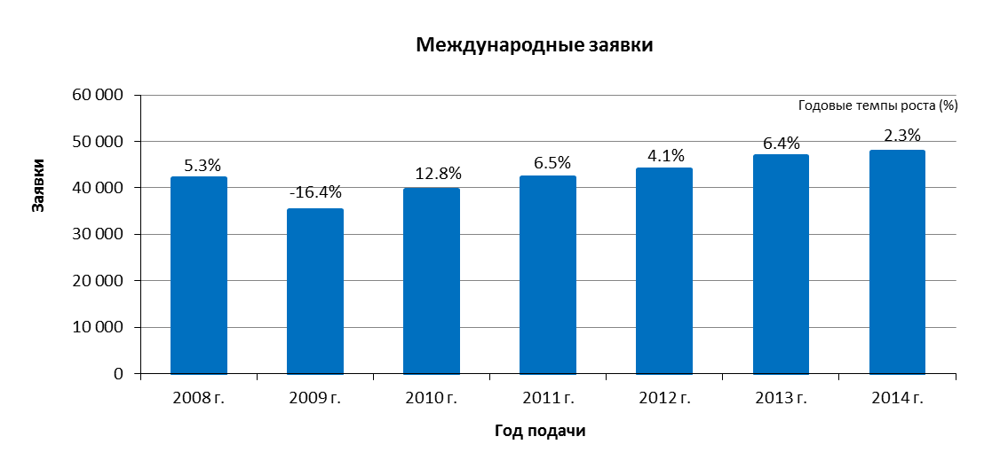 Международные заявки
Годовые темпы роста (%)
60 000
50 000
40 000
30 000
20 000
10 000
0
Заявки
5.3%
-16.4%
12.8%
6.5%
4.1%
6.4%
2.3%
2008 г.
2009 г.
2010 г.
2011 г.
2012 г.
2013 г.
2014 г.
Год подачи